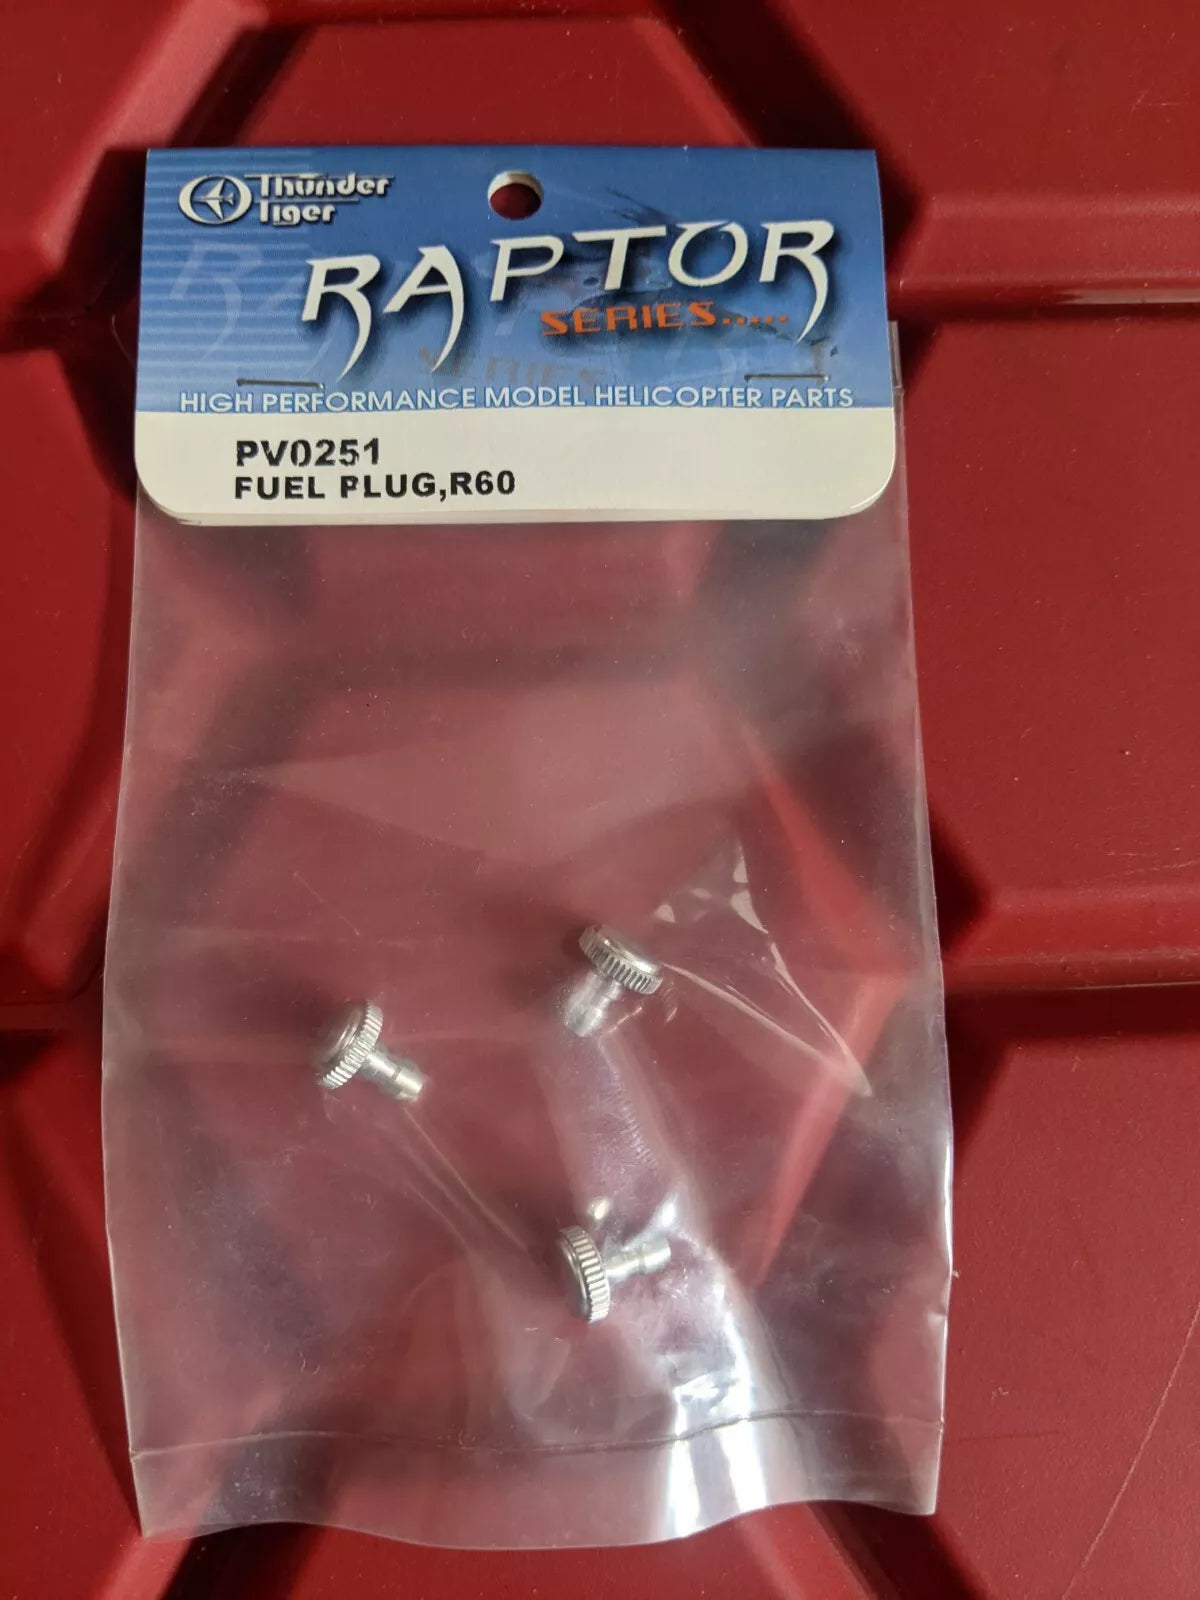 Thunder
Tiger
RAPTOR
SERIES.....
HIGH PERFORMANCE MODEL HELICOPTER PARTS
PV0251
FUEL PLUG,R60